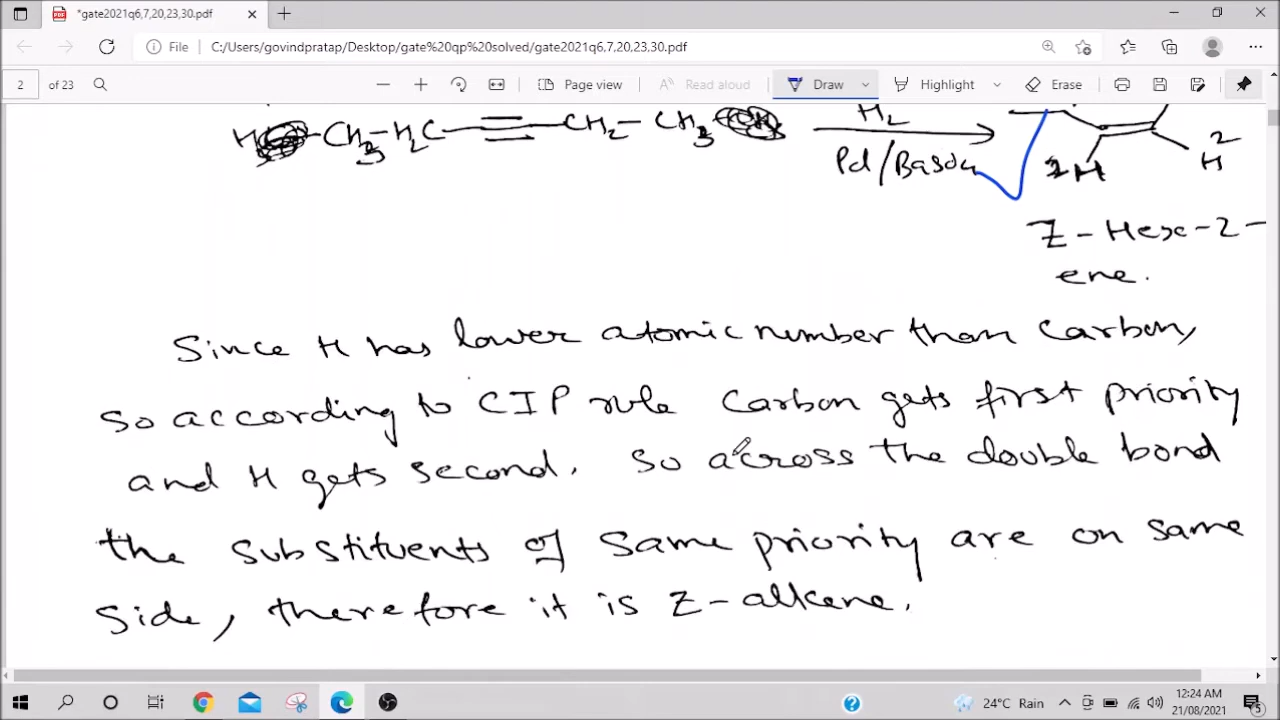 *gate2021q6,7,20,23,30.pdf
File C:/Users/govindpratap/Desktop/gate%20qp%20solved/gate2021q6,7,20,23,30.pdf
2 of 23 Page view Read aloud Draw Highlight Erase
CH3-H2C CH2-CH3 H2
Pd/BaSO4 H 2 H
Z-Hex-2-
ene.
Since H has lower atomic number than Carbon,
so according to CIP rule Carbon gets first priority
and H gets second. So across the double bond
the substituents of same priority are on same
side, therefore it is Z-alkene.
24°C Rain 12:24 AM
21/08/2021 5